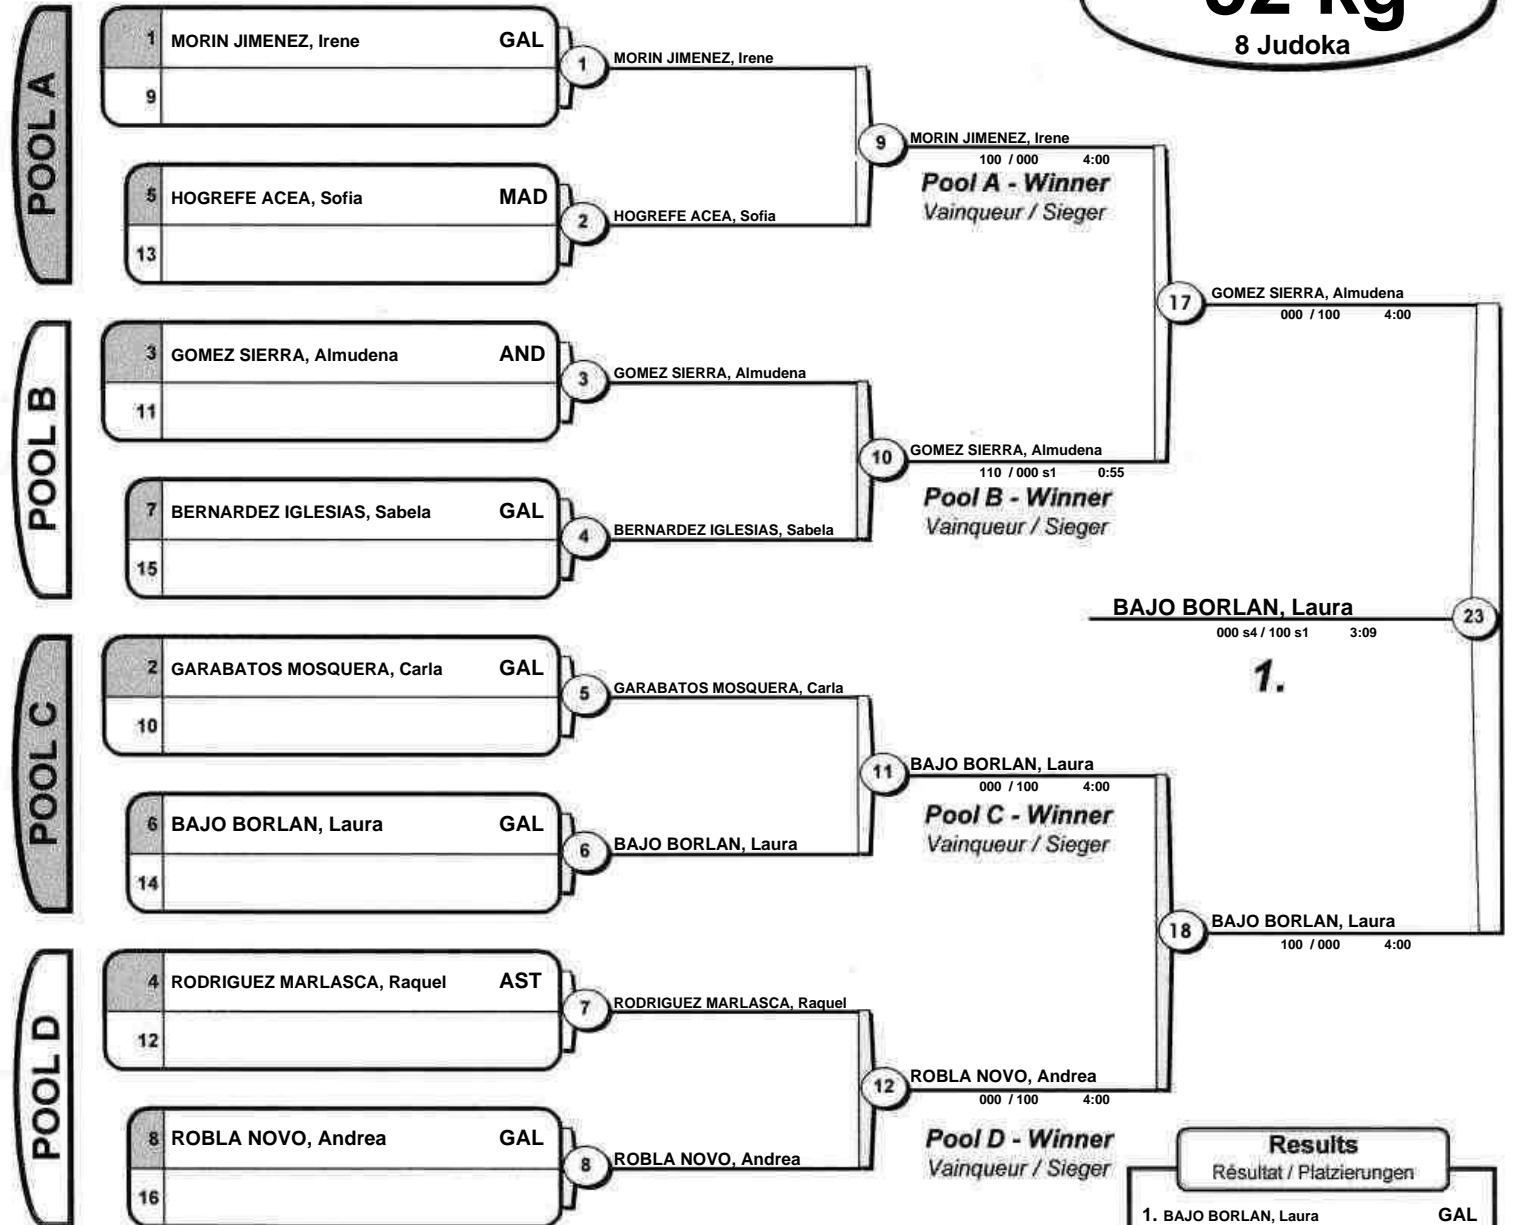 8 Judoka
POOL A
1 MORIN JIMENEZ, Irene GAL
9
1 MORIN JIMENEZ, Irene
5 HOGREFE ACEA, Sofia MAD
13
2 HOGREFE ACEA, Sofia
9 MORIN JIMENEZ, Irene
100 / 000 4:00
Pool A - Winner
Vainqueur / Sieger
POOL B
3 GOMEZ SIERRA, Almudena AND
11
3 GOMEZ SIERRA, Almudena
7 BERNARDEZ IGLESIAS, Sabela GAL
15
4 BERNARDEZ IGLESIAS, Sabela
10 GOMEZ SIERRA, Almudena
110 / 000 s1 0:55
Pool B - Winner
Vainqueur / Sieger
17 GOMEZ SIERRA, Almudena
000 / 100 4:00
BAJO BORLAN, Laura 23
000 s4 / 100 s1 3:09
1.
POOL C
2 GARABATOS MOSQUERA, Carla GAL
10
5 GARABATOS MOSQUERA, Carla
6 BAJO BORLAN, Laura GAL
14
6 BAJO BORLAN, Laura
11 BAJO BORLAN, Laura
000 / 100 4:00
Pool C - Winner
Vainqueur / Sieger
POOL D
4 RODRIGUEZ MARLASCA, Raquel AST
12
7 RODRIGUEZ MARLASCA, Raquel
8 ROBLA NOVO, Andrea GAL
16
8 ROBLA NOVO, Andrea
12 ROBLA NOVO, Andrea
000 / 100 4:00
Pool D - Winner
Vainqueur / Sieger
18 BAJO BORLAN, Laura
100 / 000 4:00
Results
Résultat / Platzierungen
1. BAJO BORLAN, Laura GAL